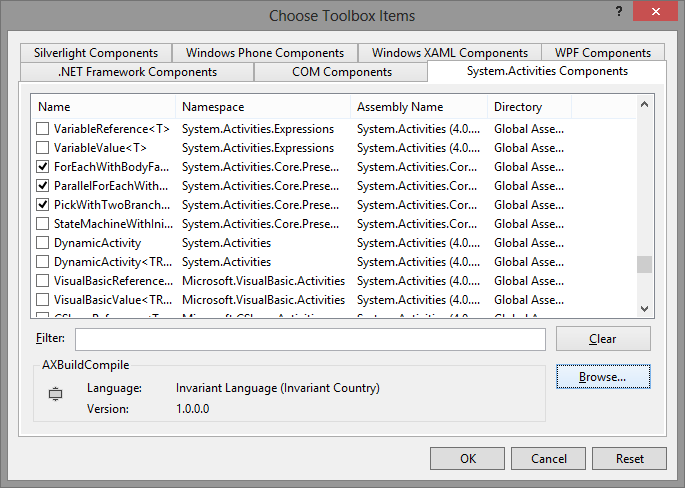 Choose Toolbox Items
? ×
Silverlight Components Windows Phone Components Windows XAML Components WPF Components
.NET Framework Components COM Components System.Activities Components
Name Namespace Assembly Name Directory
VariableReference<T> System.Activities.Expressions System.Activities (4.0.... Global Asse...
VariableValue<T> System.Activities.Expressions System.Activities (4.0.... Global Asse...
ForEachWithBodyFa... System.Activities.Core.Prese... System.Activities.Cor... Global Asse...
ParallelForEachWith... System.Activities.Core.Prese... System.Activities.Cor... Global Asse...
PickWithTwoBranch... System.Activities.Core.Prese... System.Activities.Cor... Global Asse...
StateMachineWithIni... System.Activities.Core.Prese... System.Activities.Cor... Global Asse...
DynamicActivity System.Activities System.Activities (4.0.... Global Asse...
DynamicActivity<TR... System.Activities System.Activities (4.0.... Global Asse...
VisualBasicReference... Microsoft.VisualBasic.Activities System.Activities (4.0.... Global Asse...
VisualBasicValue<TR... Microsoft.VisualBasic.Activities System.Activities (4.0.... Global Asse...
Filter: Clear
AXBuildCompile
Browse...
Language: Invariant Language (Invariant Country)
Version: 1.0.0.0
OK Cancel Reset